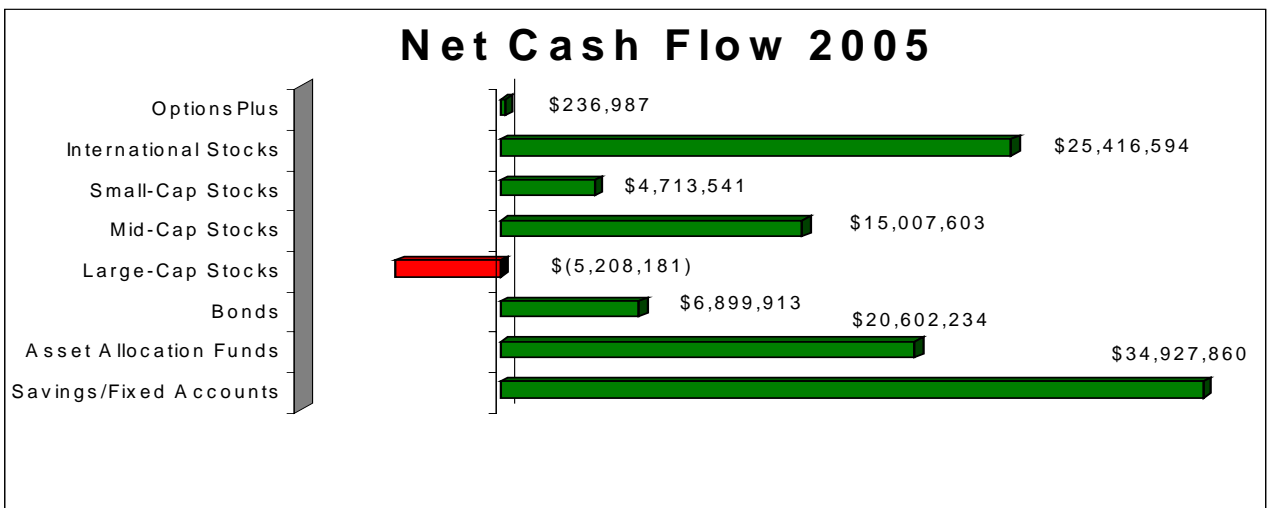 Net Cash Flow 2005
Options Plus $236,987
International Stocks $25,416,594
Small-Cap Stocks $4,713,541
Mid-Cap Stocks $15,007,603
Large-Cap Stocks $(5,208,181)
Bonds $6,899,913
Asset Allocation Funds $20,602,234
Savings/Fixed Accounts $34,927,860